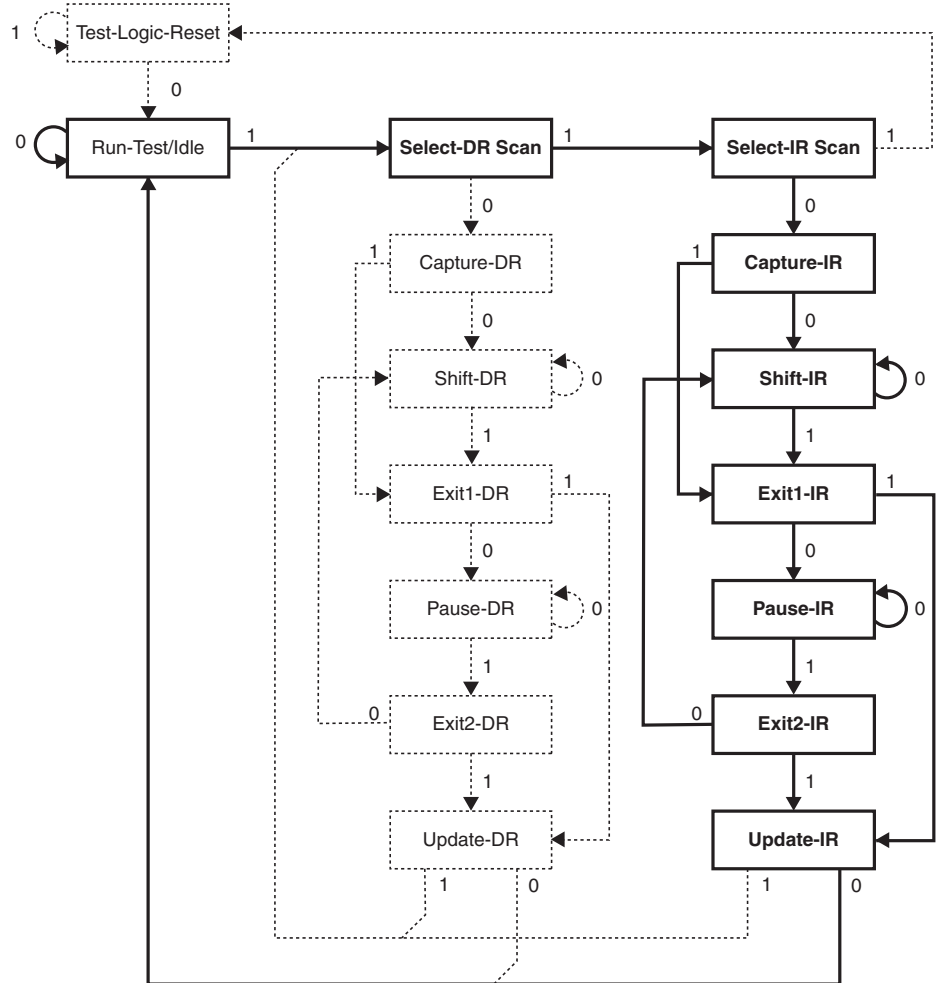 1
Test-Logic-Reset
0
0
Run-Test/Idle
1
Select-DR Scan
1
Select-IR Scan
1
0
0
1
Capture-DR
1
Capture-IR
0
0
Shift-DR
0
Shift-IR
0
1
1
Exit1-DR
1
Exit1-IR
1
0
0
Pause-DR
0
Pause-IR
0
1
1
0
Exit2-DR
0
Exit2-IR
1
1
Update-DR
Update-IR
1
0
1
0